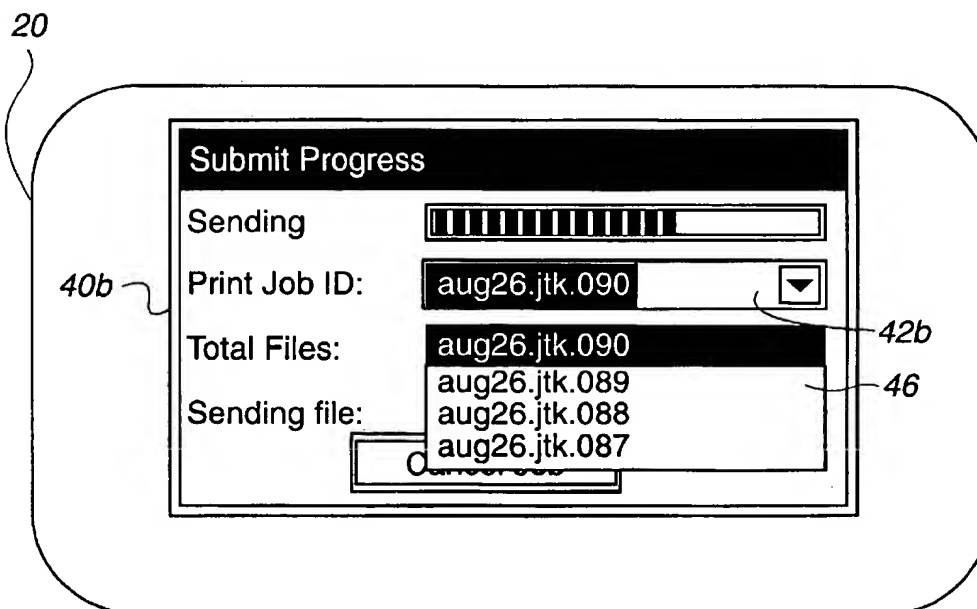 20
Submit Progress
Sending
Print Job ID: aug26.jtk.090
40b
42b
Total Files: aug26.jtk.090
aug26.jtk.089
46
aug26.jtk.088
Sending file:
aug26.jtk.087